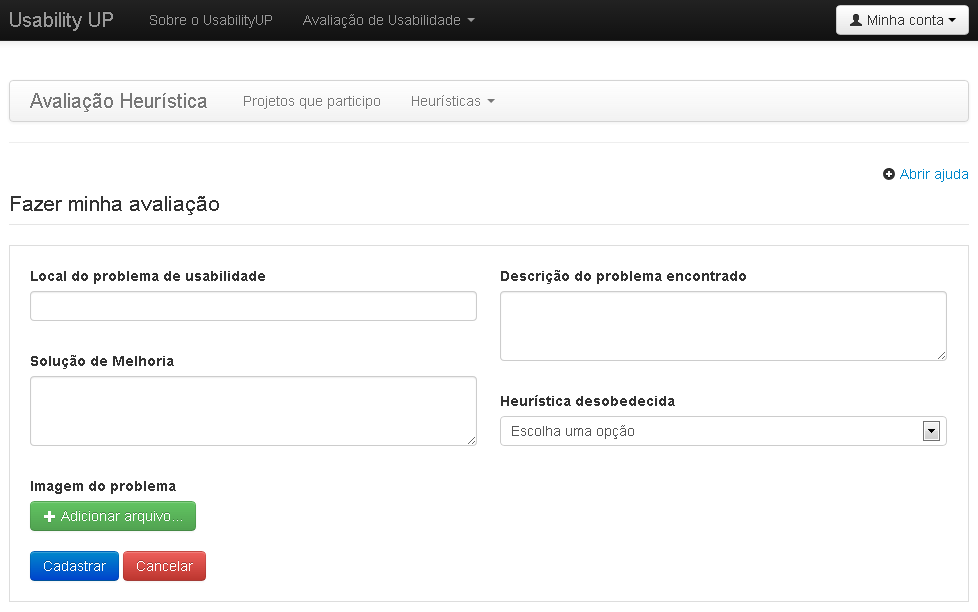 Usability UP Sobre o UsabilityUP Avaliação de Usabilidade Minha conta
Avaliação Heurística Projetos que participo Heurísticas
Abrir ajuda
Fazer minha avaliação
Local do problema de usabilidade
Descrição do problema encontrado
Solução de Melhoria
Heurística desobedecida
Escolha uma opção
Imagem do problema
Adicionar arquivo...
Cadastrar Cancelar